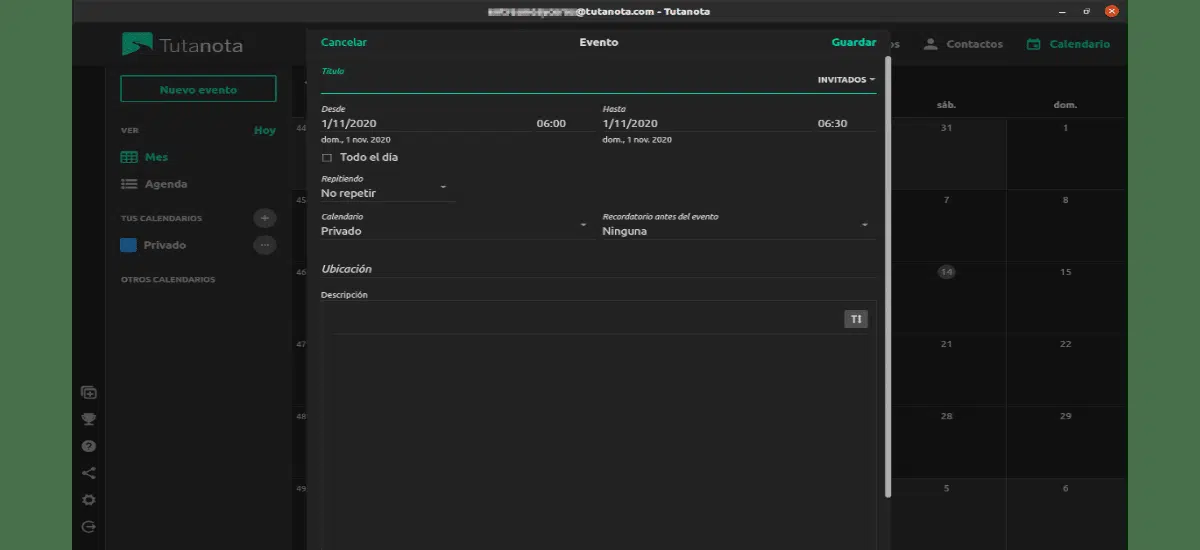 @tutanota.com - Tutanota
Tutanota
Contactos
Calendario
Nuevo evento
VER
Hoy
Mes
Agenda
TUS CALENDARIOS
+
Privado
OTROS CALENDARIOS
Cancelar
Evento
Guardar
Título
INVITADOS
Desde
Hasta
1/11/2020
06:00
1/11/2020
06:30
dom., 1 nov. 2020
dom., 1 nov. 2020
Todo el día
Repitiendo
No repetir
Calendario
Recordatorio antes del evento
Privado
Ninguna
Ubicación
Descripción
sáb.
dom.
44
31
1
45
7
8
46
14
15
47
21
22
48
28
29
49
5
6